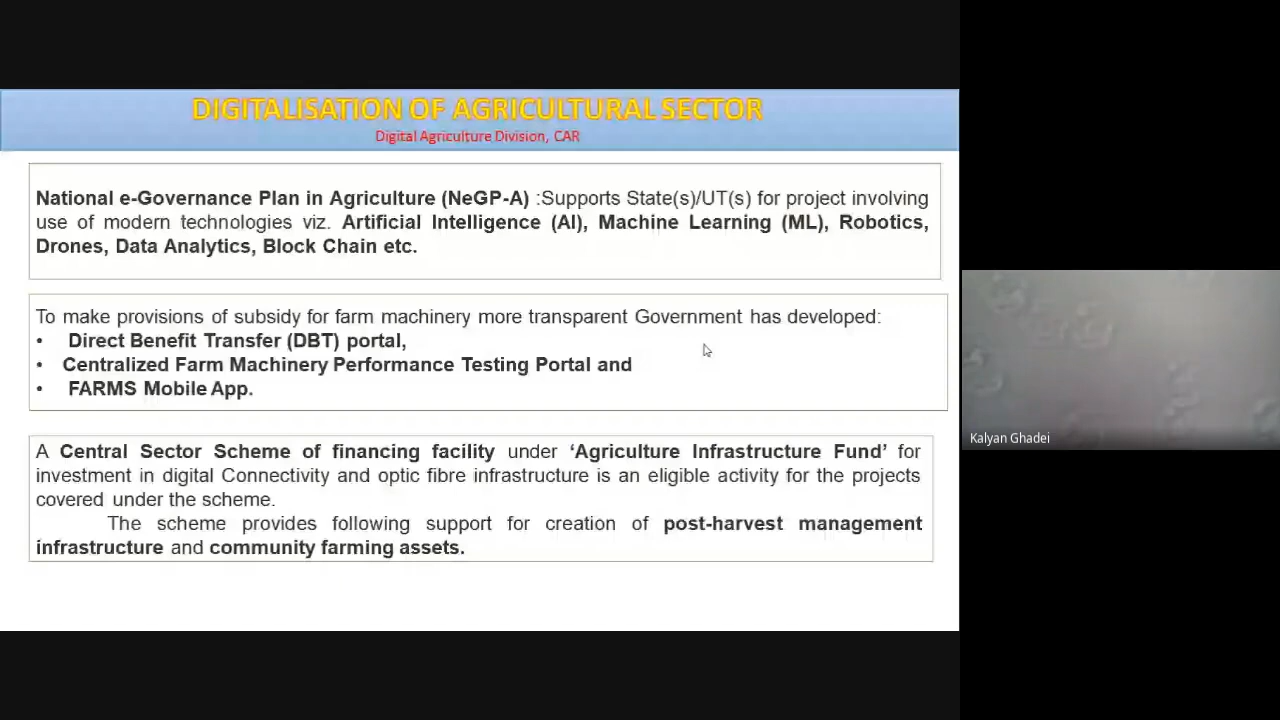 DIGITALISATION OF AGRICULTURAL SECTOR
Digital Agriculture Division, CAR
National e-Governance Plan in Agriculture (NeGP-A) :Supports State(s)/UT(s) for project involving
use of modern technologies viz. Artificial Intelligence (AI), Machine Learning (ML), Robotics,
Drones, Data Analytics, Block Chain etc.
To make provisions of subsidy for farm machinery more transparent Government has developed:
• Direct Benefit Transfer (DBT) portal,
• Centralized Farm Machinery Performance Testing Portal and
• FARMS Mobile App.
A Central Sector Scheme of financing facility under ‘Agriculture Infrastructure Fund’ for
investment in digital Connectivity and optic fibre infrastructure is an eligible activity for the projects
covered under the scheme.
The scheme provides following support for creation of post-harvest management
infrastructure and community farming assets.
Kalyan Ghadei